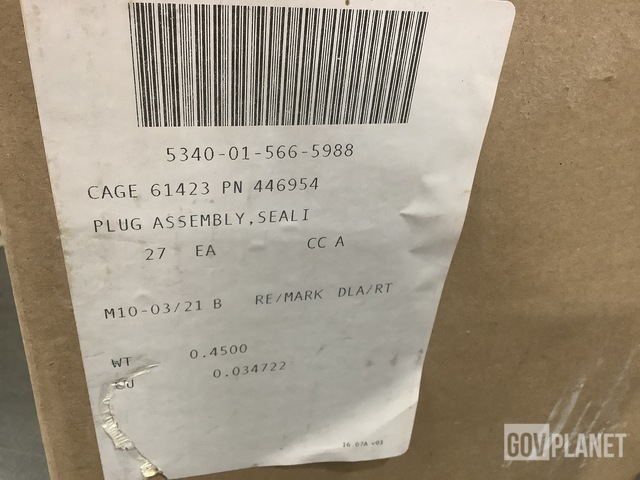 5340-01-566-5988
CAGE 61423 PN 446954
PLUG ASSEMBLY,SEALI
27 EA CC A
M10-03/21 B RE/MARK DLA/RT
WT 0.4500
CU 0.034722
16.07A v03
GOVPLANET